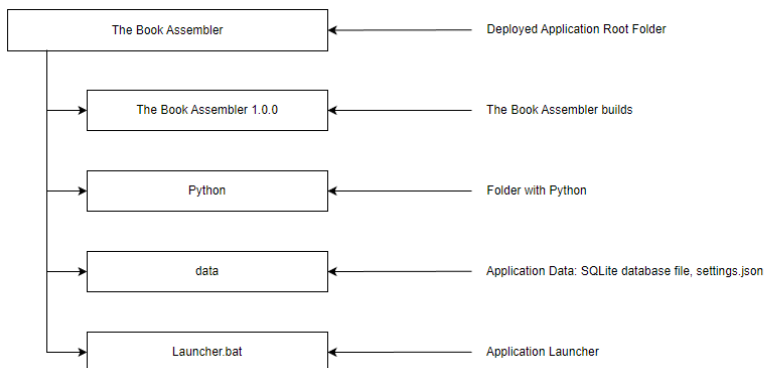 The Book Assembler
Deployed Application Root Folder
The Book Assembler 1.0.0
The Book Assembler builds
Python
Folder with Python
data
Application Data: SQLite database file, settings.json
Launcher.bat
Application Launcher